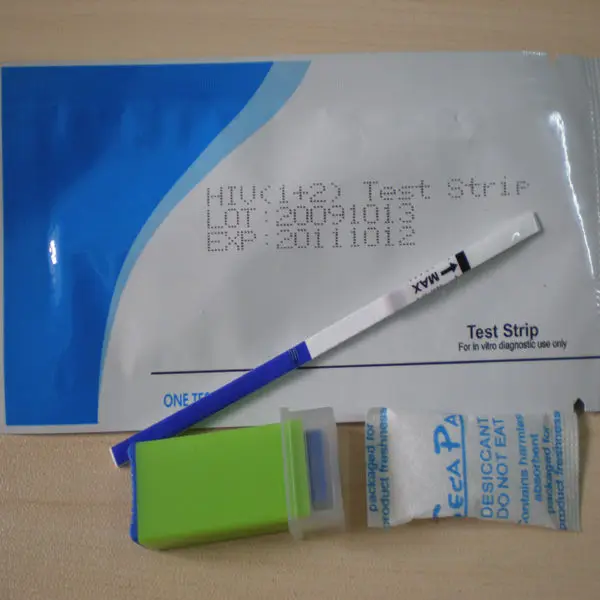 HIV(1+2) Test Strip
LOT:20091013
EXP:20111012
MAX
Test Strip
For in vitro diagnostic use only
ONE
packaged for
product freshness
DESICCANT
DO NOT EAT
Contains harmless
absorbent
packaged for
product freshness